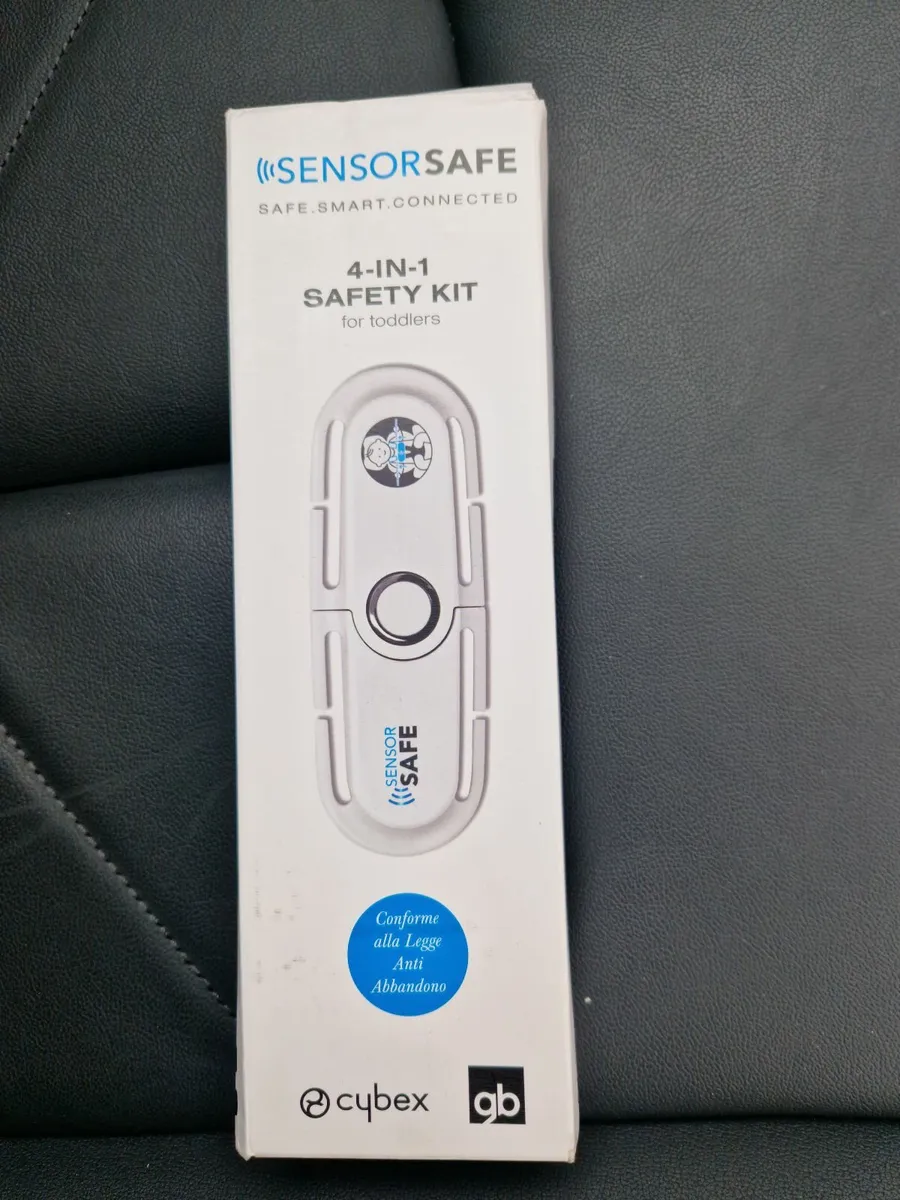 SENSORSAFE
SAFE.SMART.CONNECTED
4-IN-1
SAFETY KIT
for toddlers
SENSOR
SAFE
Conforme
alla Legge
Anti
Abbandono
cybex
gb